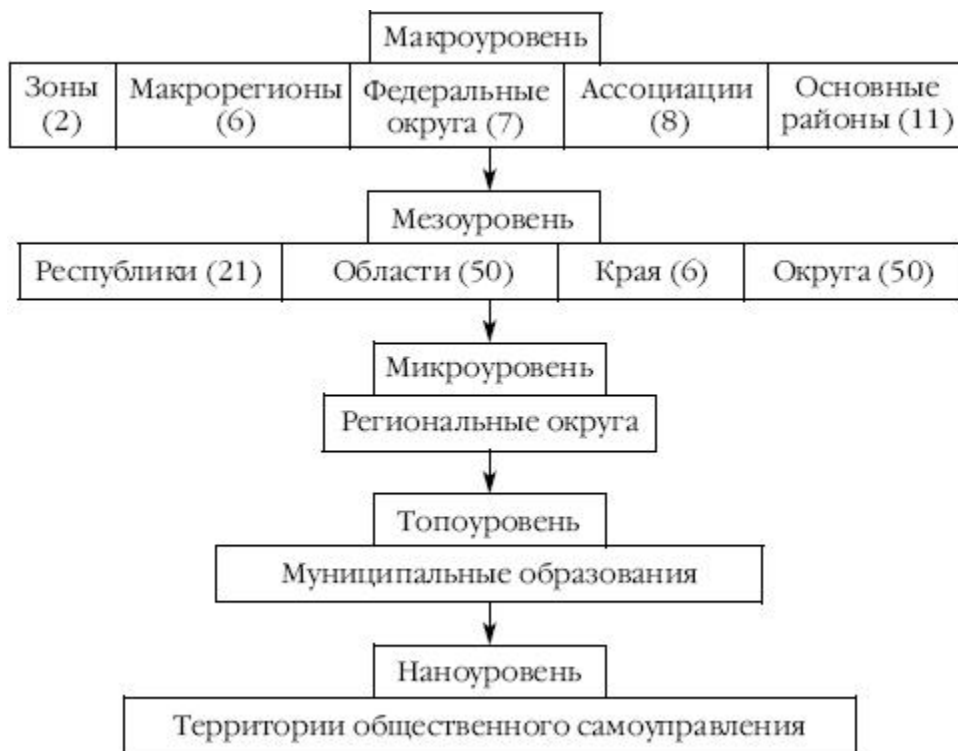 Макроуровень
Зоны (2)
Макрорегионы (6)
Федеральные округа (7)
Ассоциации (8)
Основные районы (11)
Мезоуровень
Республики (21)
Области (50)
Края (6)
Округа (50)
Микроуровень
Региональные округа
Топоуровень
Муниципальные образования
Наноуровень
Территории общественного самоуправления